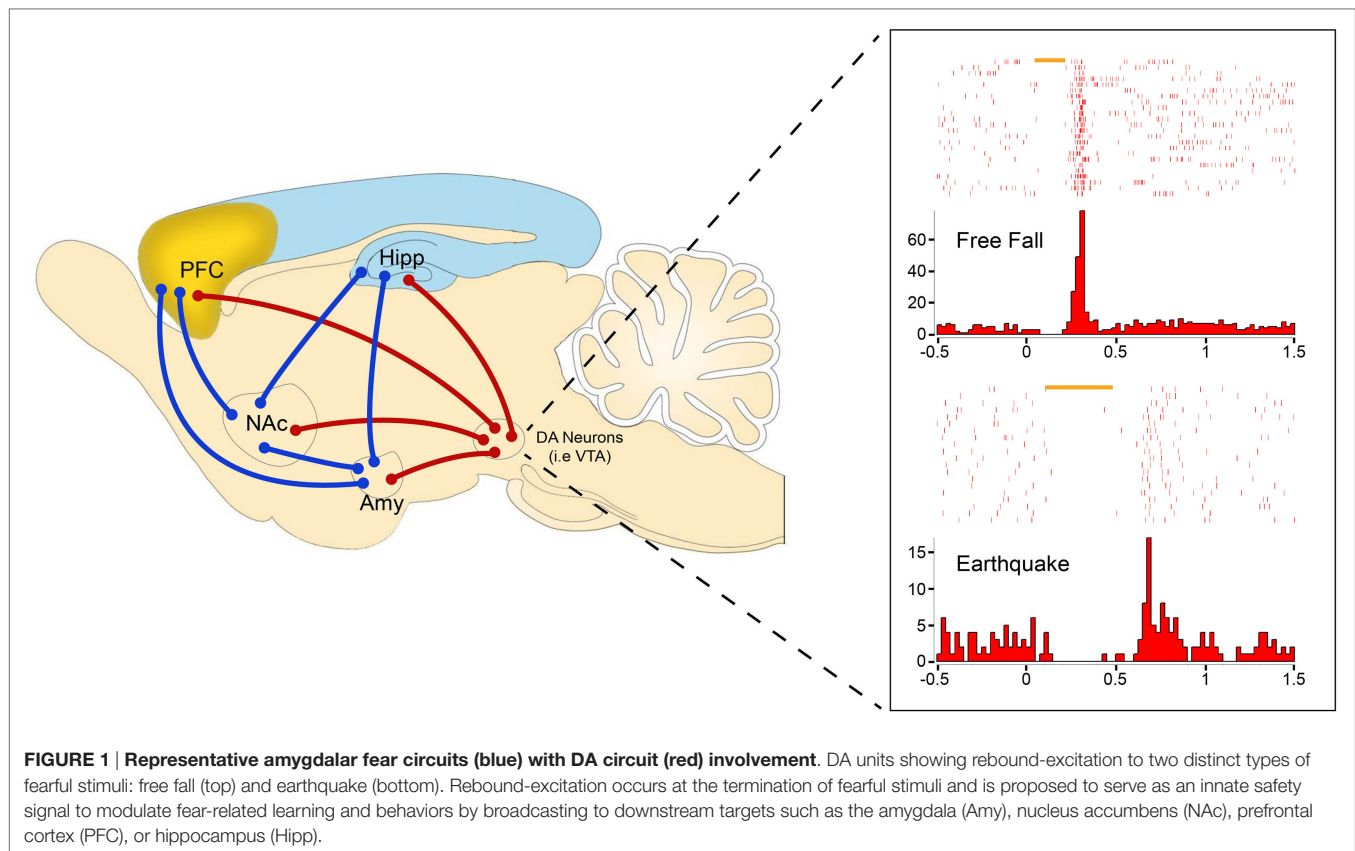 PFC
Hipp
NAc
Amy
DA Neurons
(i.e VTA)
Free Fall
60
40
20
0
-0.5 0 0.5 1 1.5
Earthquake
15
10
5
0
-0.5 0 0.5 1 1.5
FIGURE 1 | Representative amygdalar fear circuits (blue) with DA circuit (red) involvement. DA units showing rebound-excitation to two distinct types of
fearful stimuli: free fall (top) and earthquake (bottom). Rebound-excitation occurs at the termination of fearful stimuli and is proposed to serve as an innate safety
signal to modulate fear-related learning and behaviors by broadcasting to downstream targets such as the amygdala (Amy), nucleus accumbens (NAc), prefrontal
cortex (PFC), or hippocampus (Hipp).